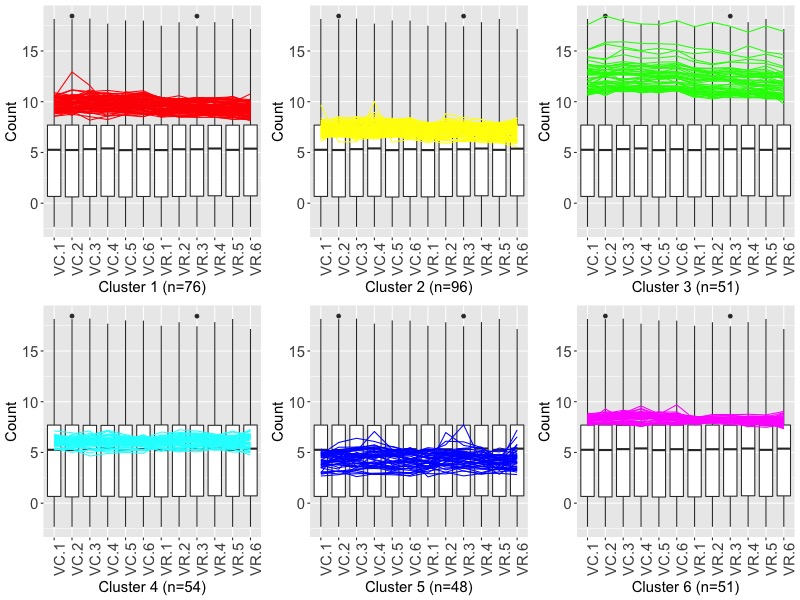 Count
15
10
5
0
VC.1 VC.2 VC.3 VC.4 VC.5 VC.6 VR.1 VR.2 VR.3 VR.4 VR.5 VR.6
Cluster 1 (n=76)
Count
15
10
5
0
VC.1 VC.2 VC.3 VC.4 VC.5 VC.6 VR.1 VR.2 VR.3 VR.4 VR.5 VR.6
Cluster 2 (n=96)
Count
15
10
5
0
VC.1 VC.2 VC.3 VC.4 VC.5 VC.6 VR.1 VR.2 VR.3 VR.4 VR.5 VR.6
Cluster 3 (n=51)
Count
15
10
5
0
VC.1 VC.2 VC.3 VC.4 VC.5 VC.6 VR.1 VR.2 VR.3 VR.4 VR.5 VR.6
Cluster 4 (n=54)
Count
15
10
5
0
VC.1 VC.2 VC.3 VC.4 VC.5 VC.6 VR.1 VR.2 VR.3 VR.4 VR.5 VR.6
Cluster 5 (n=48)
Count
15
10
5
0
VC.1 VC.2 VC.3 VC.4 VC.5 VC.6 VR.1 VR.2 VR.3 VR.4 VR.5 VR.6
Cluster 6 (n=51)